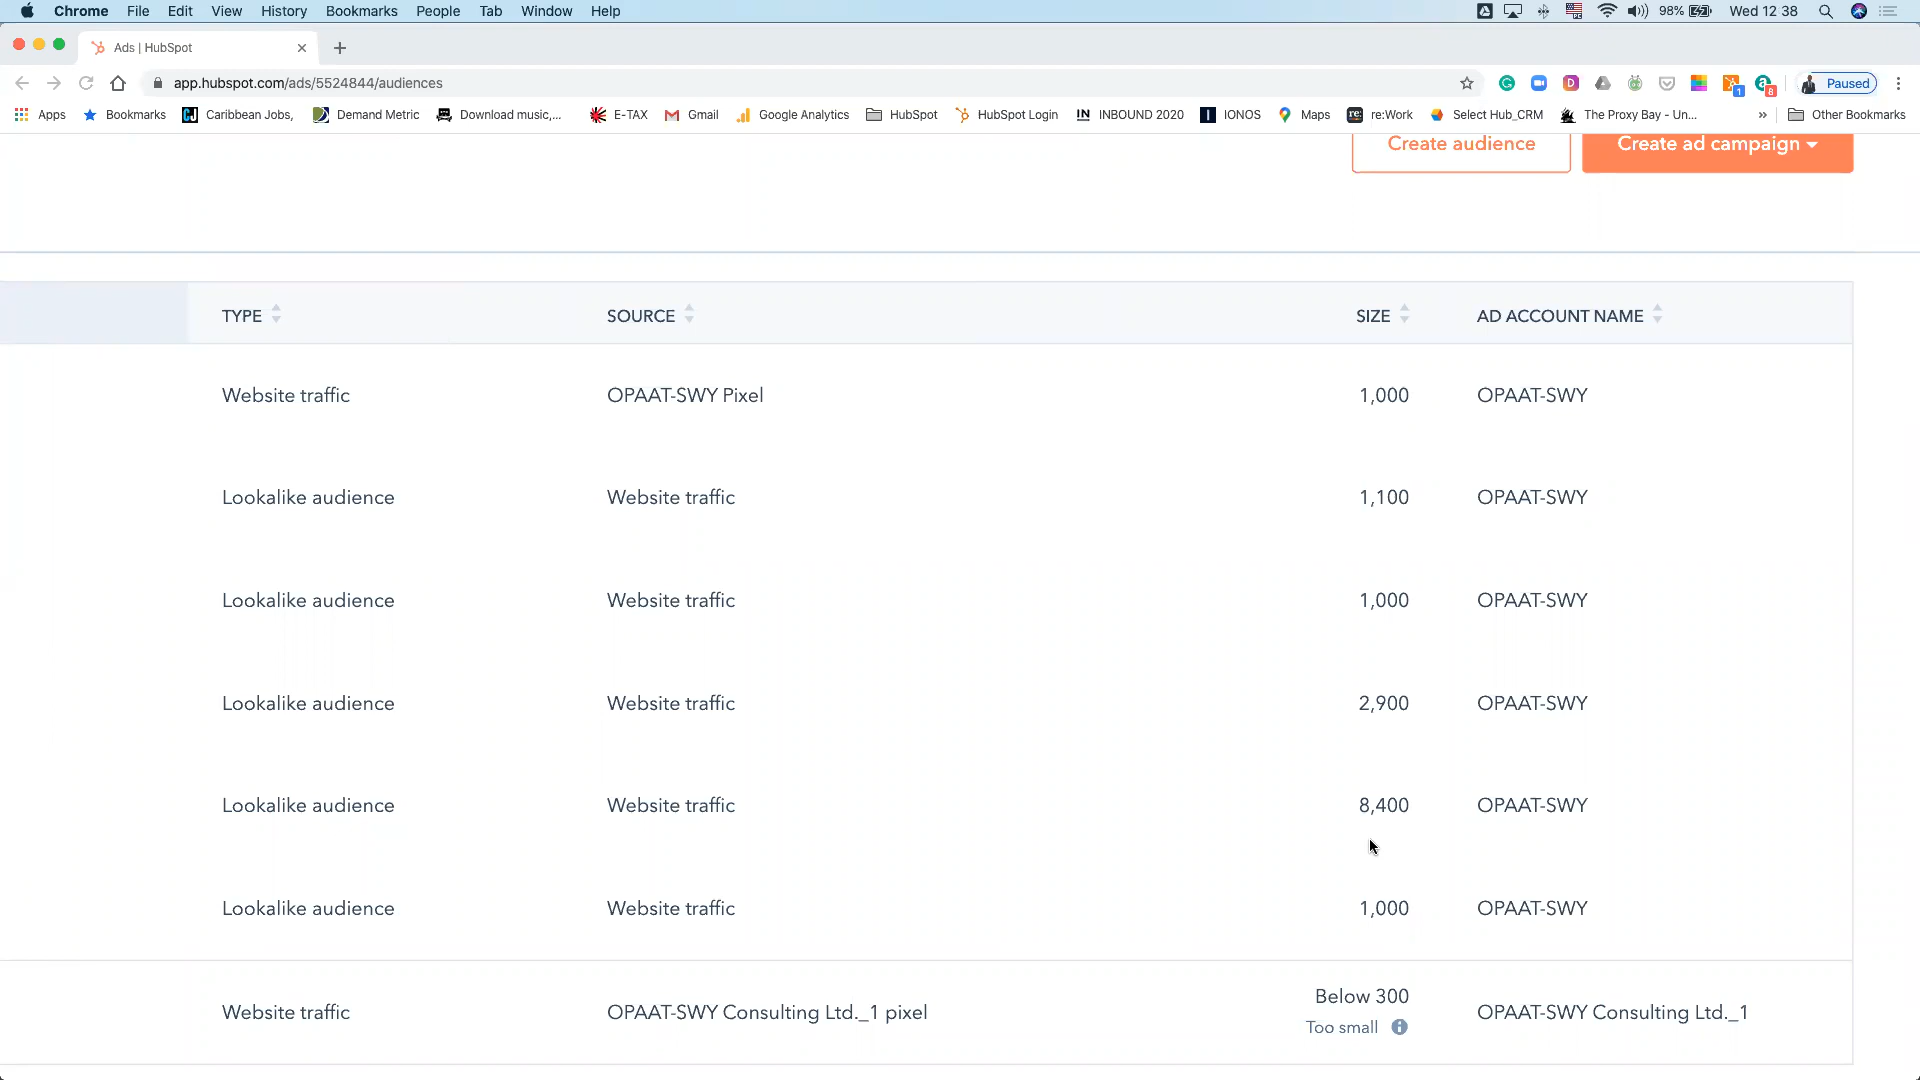 Chrome File Edit View History Bookmarks People Tab Window Help 98% Wed 12 38
Ads | HubSpot
app.hubspot.com/ads/5524844/audiences Paused
Apps Bookmarks Caribbean Jobs, Demand Metric Download music,... E-TAX Gmail Google Analytics HubSpot HubSpot Login IN INBOUND 2020 IONOS Maps re: re:Work Select Hub_CRM The Proxy Bay - Un... » Other Bookmarks
Create audience Create ad campaign
TYPE SOURCE SIZE AD ACCOUNT NAME
Website traffic OPAAT-SWY Pixel 1,000 OPAAT-SWY
Lookalike audience Website traffic 1,100 OPAAT-SWY
Lookalike audience Website traffic 1,000 OPAAT-SWY
Lookalike audience Website traffic 2,900 OPAAT-SWY
Lookalike audience Website traffic 8,400 OPAAT-SWY
Lookalike audience Website traffic 1,000 OPAAT-SWY
Website traffic OPAAT-SWY Consulting Ltd._1 pixel Below 300 OPAAT-SWY Consulting Ltd._1
Too small